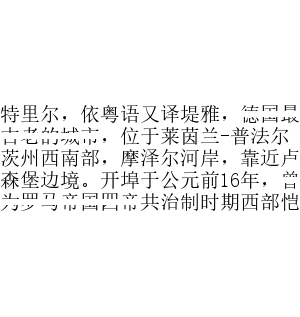 特里尔，依粤语又译堤雅，德国最
古老的城市，位于莱茵兰-普法尔
茨州西南部，摩泽尔河岸，靠近卢
森堡边境。开埠于公元前16年，曾
为罗马帝国四帝共治制时期西部恺